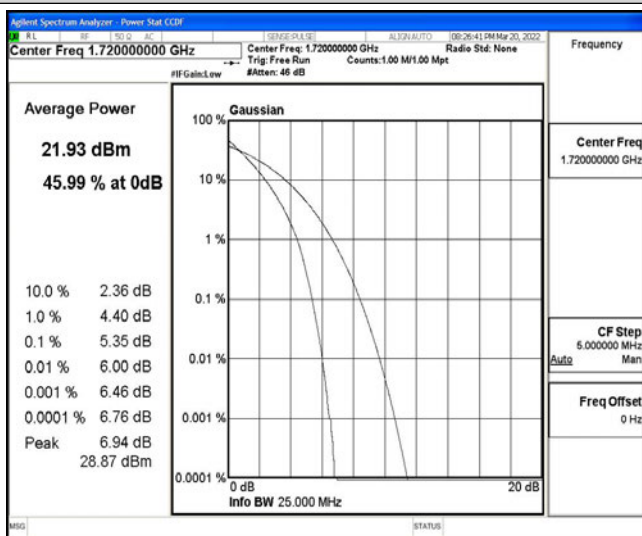 Agilent Spectrum Analyzer - Power Stat CCDF
RL RF 50 Ω AC SENSE:PULSE ALIGN AUTO 08:26:41 PM Mar 20, 2022
Center Freq 1.720000000 GHz
Center Freq: 1.720000000 GHz Radio Std: None
Trig: Free Run Counts:1.00 M/1.00 Mpt
#IFGain:Low #Atten: 46 dB
Frequency
Average Power
21.93 dBm
45.99 % at 0dB
10.0 % 2.36 dB
1.0 % 4.40 dB
0.1 % 5.35 dB
0.01 % 6.00 dB
0.001 % 6.46 dB
0.0001 % 6.76 dB
Peak 6.94 dB
28.87 dBm
Gaussian
100 %
10 %
1 %
0.1 %
0.01 %
0.001 %
0.0001 %
0 dB 20 dB
Info BW 25.000 MHz
Center Freq
1.720000000 GHz
CF Step
5.000000 MHz
Auto Man
Freq Offset
0 Hz
MSG STATUS